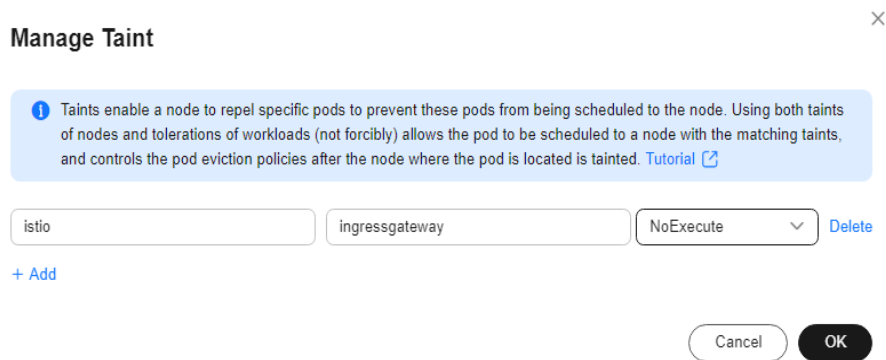 Manage Taint
Taints enable a node to repel specific pods to prevent these pods from being scheduled to the node. Using both taints
of nodes and tolerations of workloads (not forcibly) allows the pod to be scheduled to a node with the matching taints,
and controls the pod eviction policies after the node where the pod is located is tainted. Tutorial
istio ingressgateway NoExecute Delete
+ Add
Cancel OK